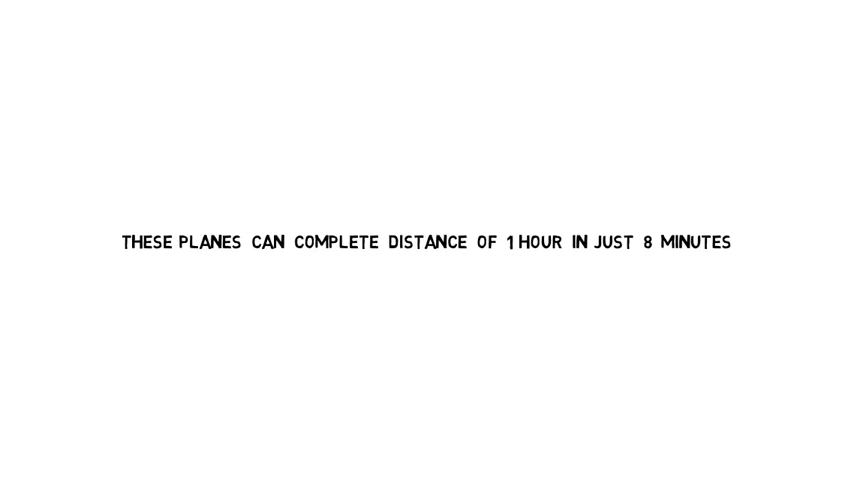 THESE PLANES CAN COMPLETE DISTANCE OF 1 HOUR IN JUST 8 MINUTES